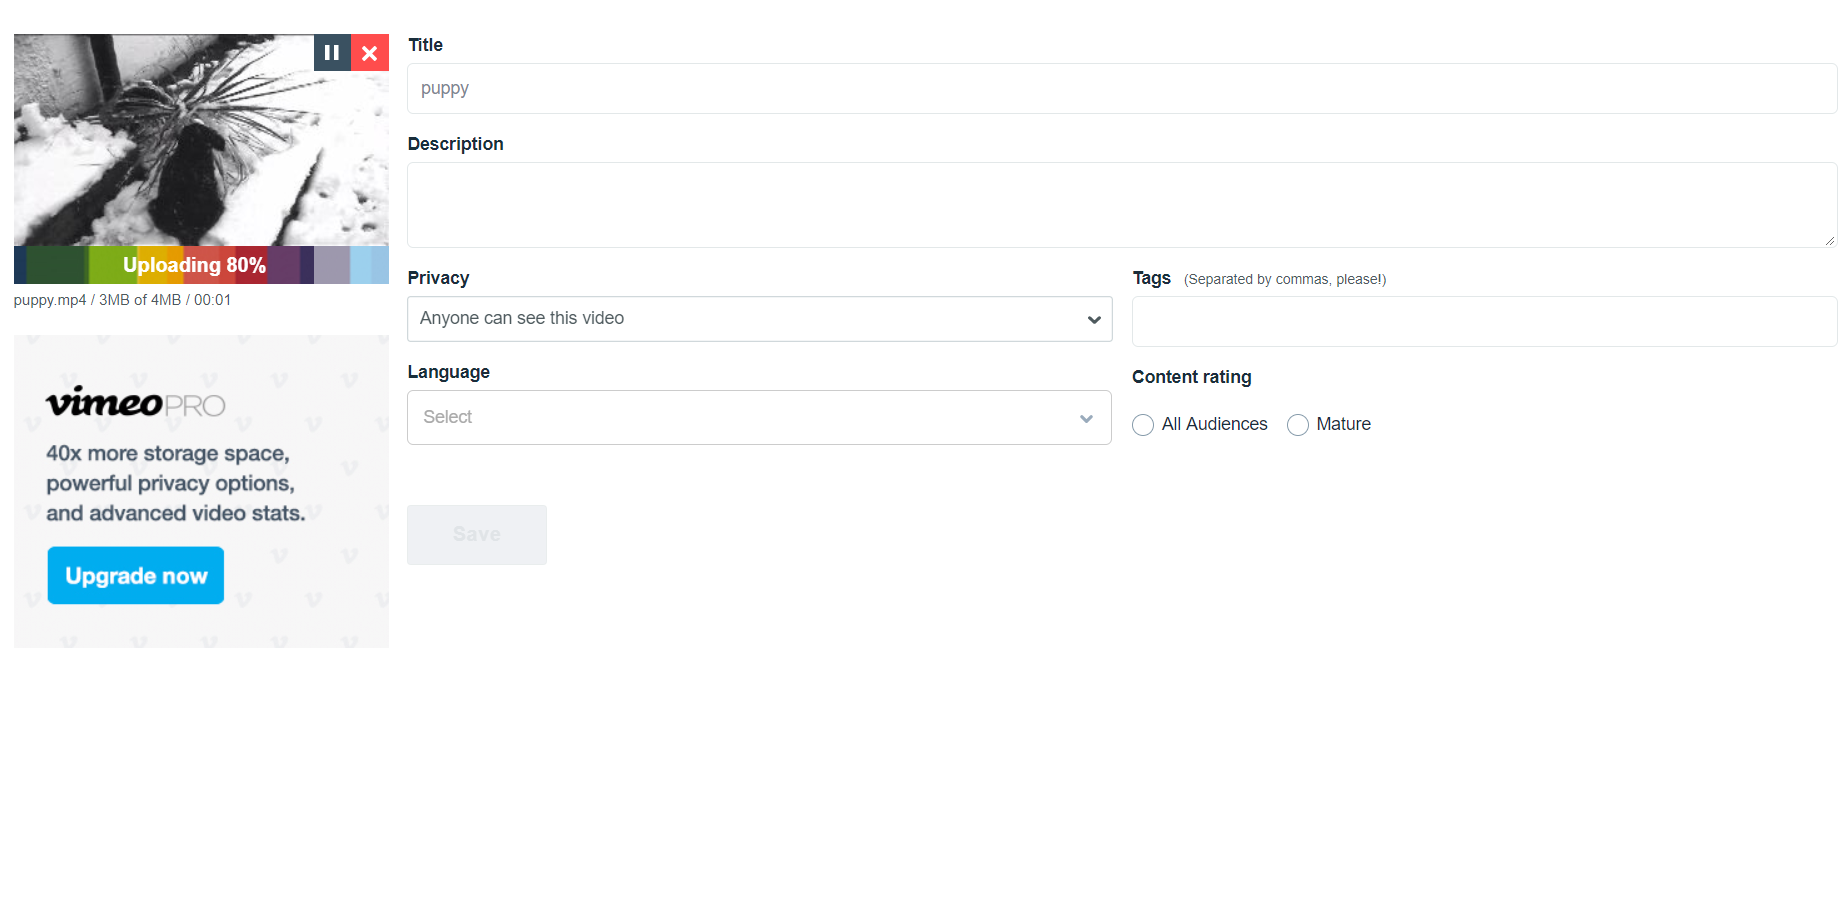 Uploading 80%
puppy.mp4 / 3MB of 4MB / 00:01
vimeo PRO
40x more storage space,
powerful privacy options,
and advanced video stats.
Upgrade now
Title
puppy
Description
Privacy
Anyone can see this video
Tags (Separated by commas, please!)
Language
Select
Content rating
All Audiences Mature
Save